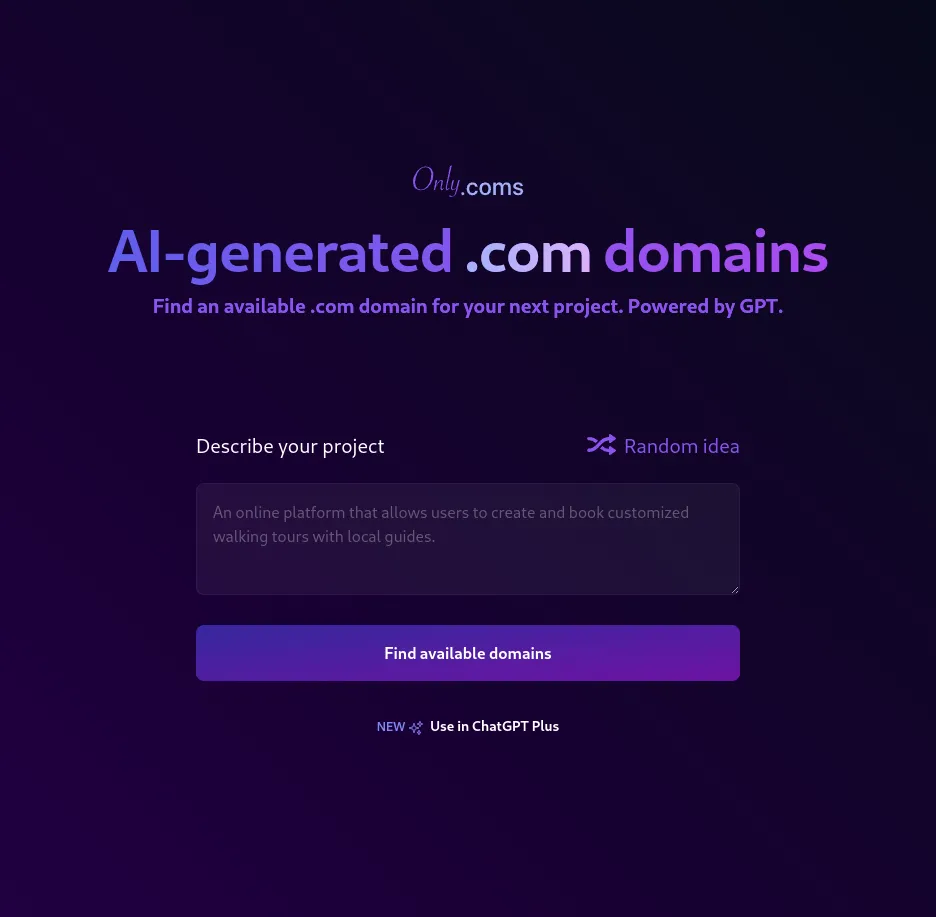 Only.coms
AI-generated .com domains
Find an available .com domain for your next project. Powered by GPT.
Describe your project
Random idea
An online platform that allows users to create and book customized
walking tours with local guides.
Find available domains
NEW Use in ChatGPT Plus